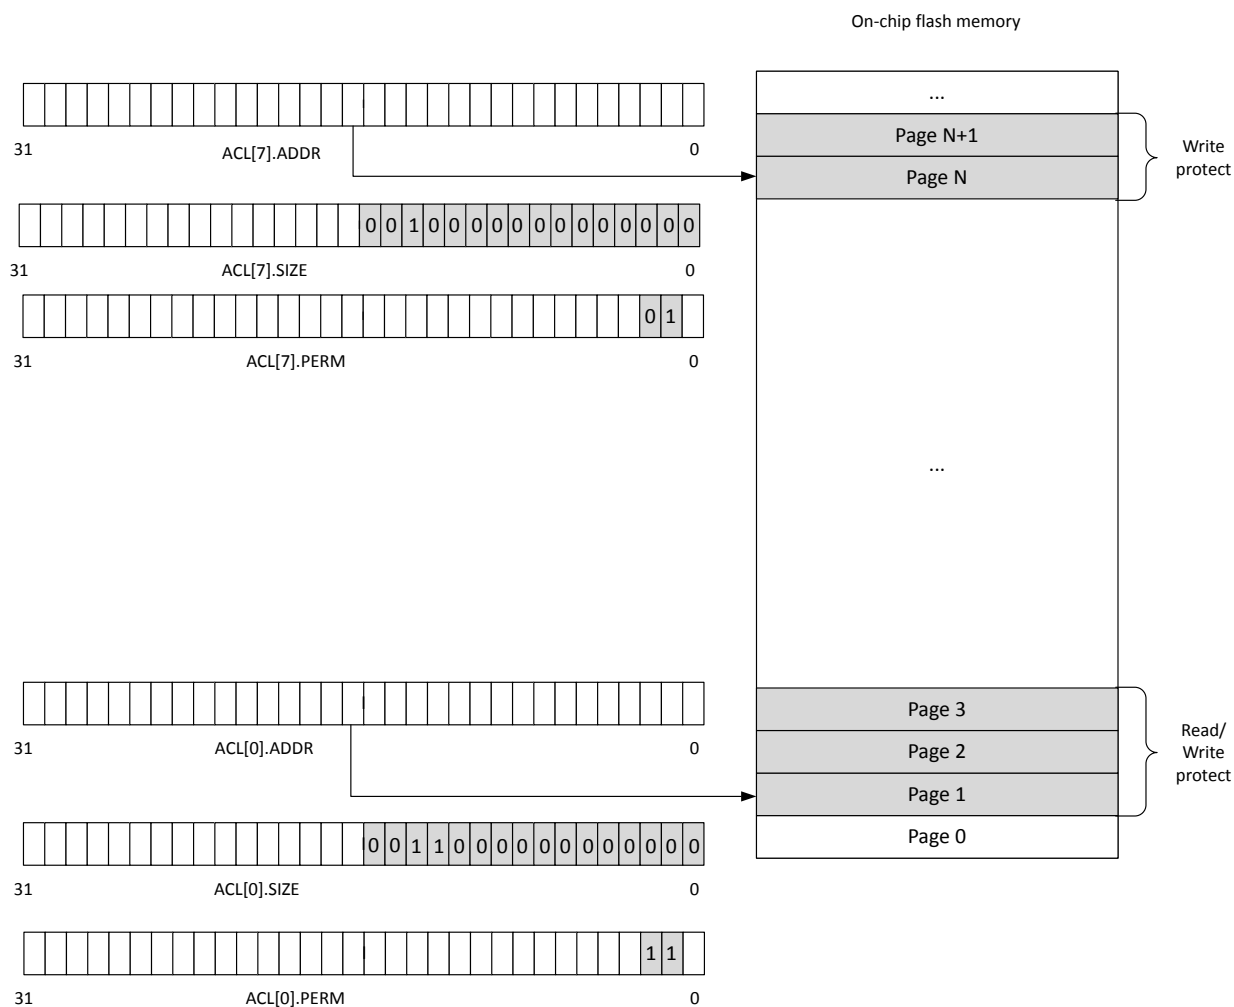 On-chip flash memory
...
31 ACL[7].ADDR 0
Page N+1
Page N
Write
protect
0 0 1 0 0 0 0 0 0 0 0 0 0 0 0 0
31 ACL[7].SIZE 0
0 1
31 ACL[7].PERM 0
...
31 ACL[0].ADDR 0
Page 3
Page 2
Page 1
Page 0
Read/
Write
protect
0 0 1 1 0 0 0 0 0 0 0 0 0 0 0 0
31 ACL[0].SIZE 0
1 1
31 ACL[0].PERM 0